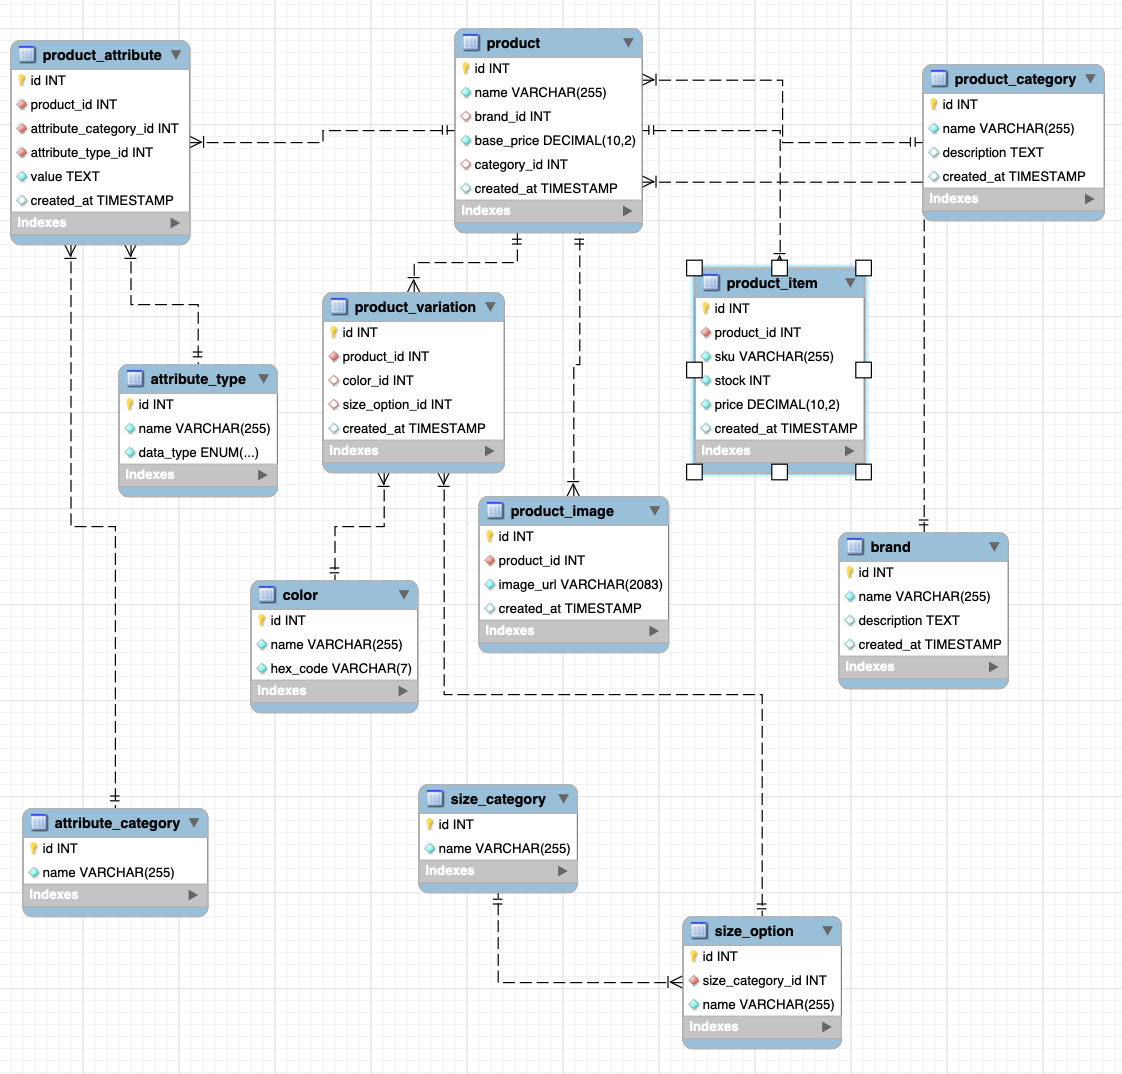 product_attribute
id INT
product_id INT
attribute_category_id INT
attribute_type_id INT
value TEXT
created_at TIMESTAMP
Indexes
product
id INT
name VARCHAR(255)
brand_id INT
base_price DECIMAL(10,2)
category_id INT
created_at TIMESTAMP
Indexes
product_category
id INT
name VARCHAR(255)
description TEXT
created_at TIMESTAMP
Indexes
product_item
id INT
product_id INT
sku VARCHAR(255)
stock INT
price DECIMAL(10,2)
created_at TIMESTAMP
Indexes
product_variation
id INT
product_id INT
color_id INT
size_option_id INT
created_at TIMESTAMP
Indexes
attribute_type
id INT
name VARCHAR(255)
data_type ENUM(...)
Indexes
product_image
id INT
product_id INT
image_url VARCHAR(2083)
created_at TIMESTAMP
Indexes
brand
id INT
name VARCHAR(255)
description TEXT
created_at TIMESTAMP
Indexes
color
id INT
name VARCHAR(255)
hex_code VARCHAR(7)
Indexes
size_category
id INT
name VARCHAR(255)
Indexes
attribute_category
id INT
name VARCHAR(255)
Indexes
size_option
id INT
size_category_id INT
name VARCHAR(255)
Indexes